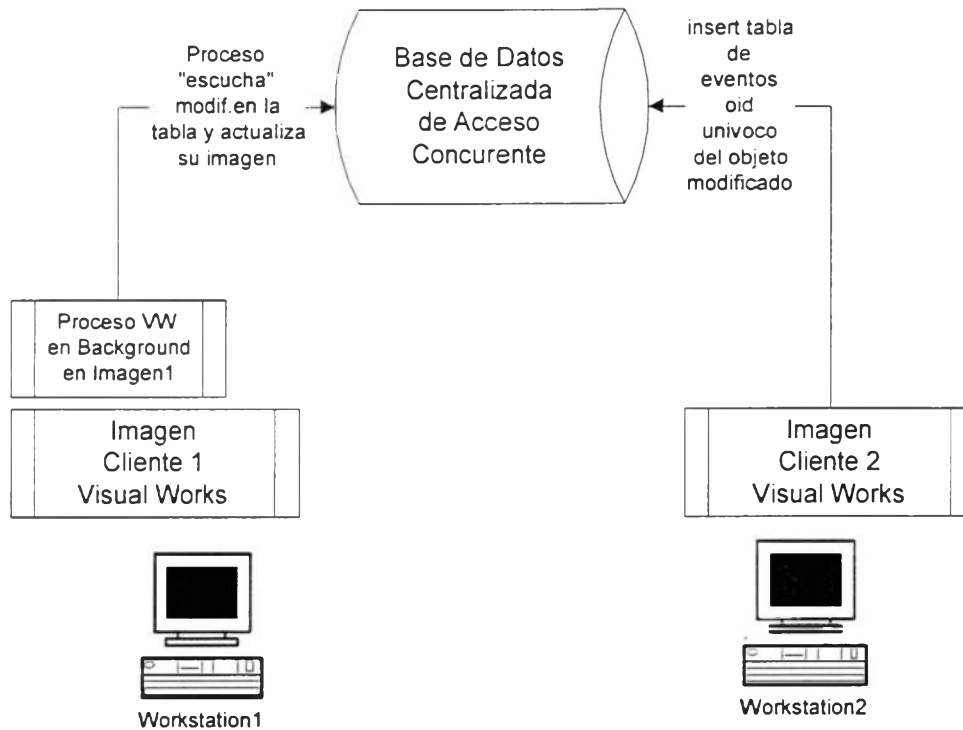 Proceso
"escucha"
modif.en la
tabla y actualiza
su imagen
Base de Datos
Centralizada
de Acceso
Concurente
insert tabla
de
eventos
oid
univoco
del objeto
modificado
Proceso VW
en Background
en Imagen1
Imagen
Cliente 1
Visual Works
Imagen
Cliente 2
Visual Works
Workstation1
Workstation2